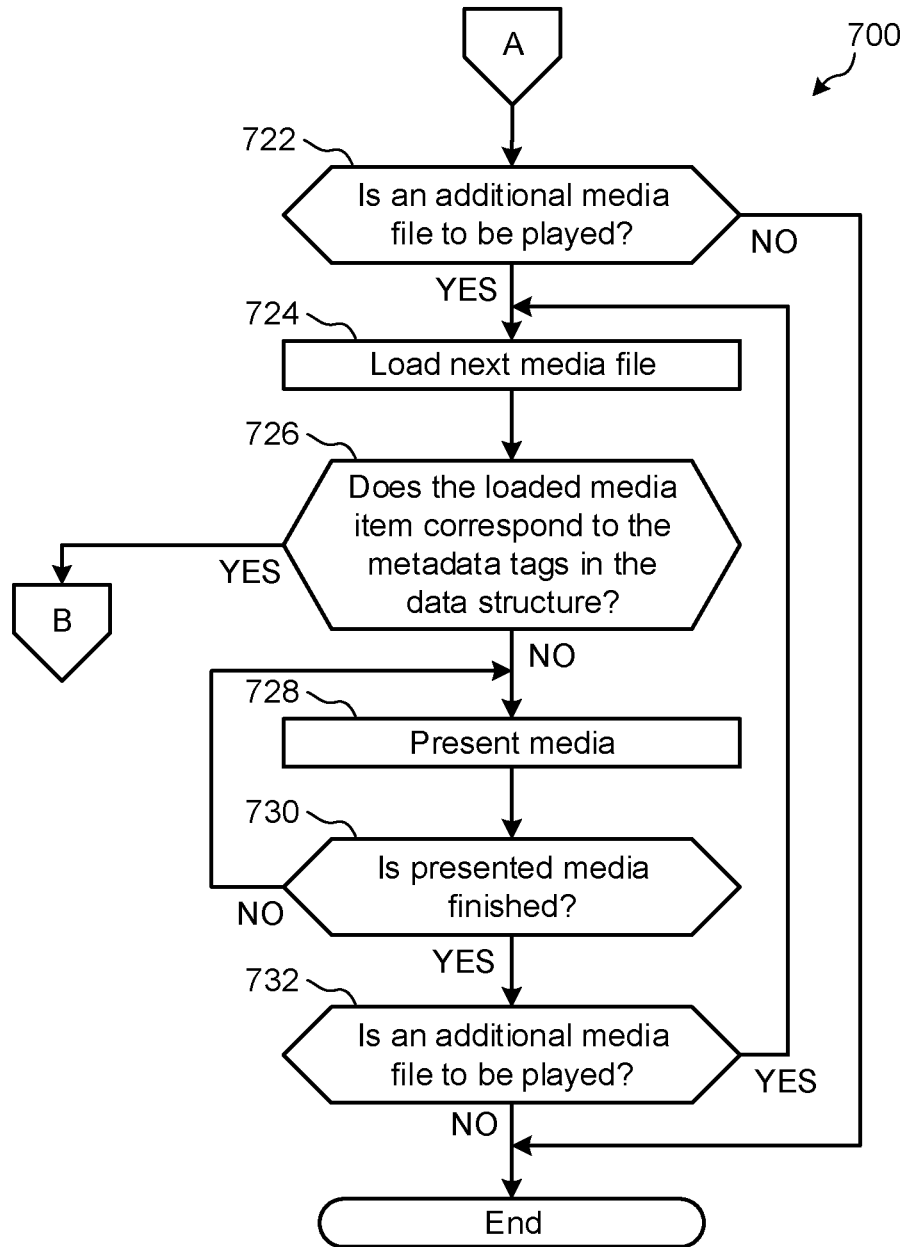 A
700
722
Is an additional media
file to be played?
NO
YES
724
Load next media file
726
Does the loaded media
item correspond to the
metadata tags in the
data structure?
YES
B
NO
728
Present media
730
Is presented media
finished?
NO
YES
732
Is an additional media
file to be played?
YES
NO
End